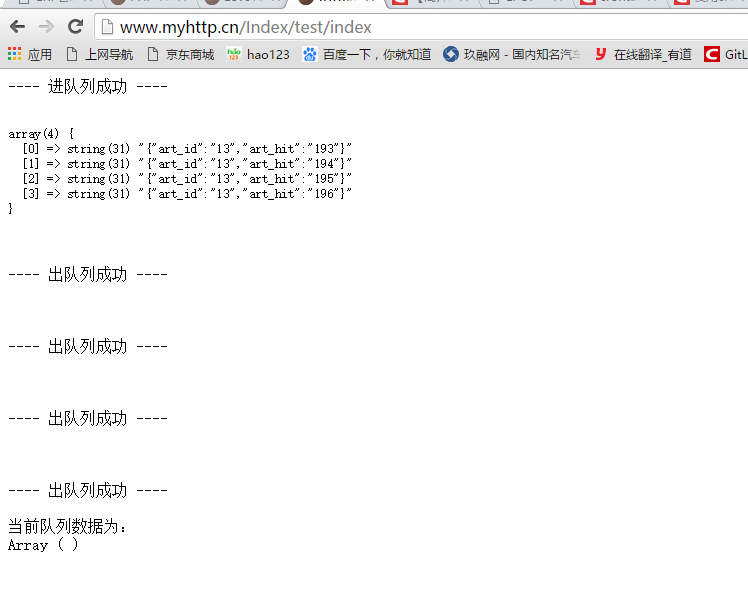 www.myhttp.cn/Index/test/index
应用 上网导航 京东商城 hao123 百度一下，你就知道 玖融网 - 国内知名汽车 在线翻译_有道 GitL
---- 进队列成功 ----
array(4) {
[0] => string(31) "{"art_id":"13","art_hit":"193"}"
[1] => string(31) "{"art_id":"13","art_hit":"194"}"
[2] => string(31) "{"art_id":"13","art_hit":"195"}"
[3] => string(31) "{"art_id":"13","art_hit":"196"}"
}
---- 出队列成功 ----
---- 出队列成功 ----
---- 出队列成功 ----
---- 出队列成功 ----
当前队列数据为：
Array ( )